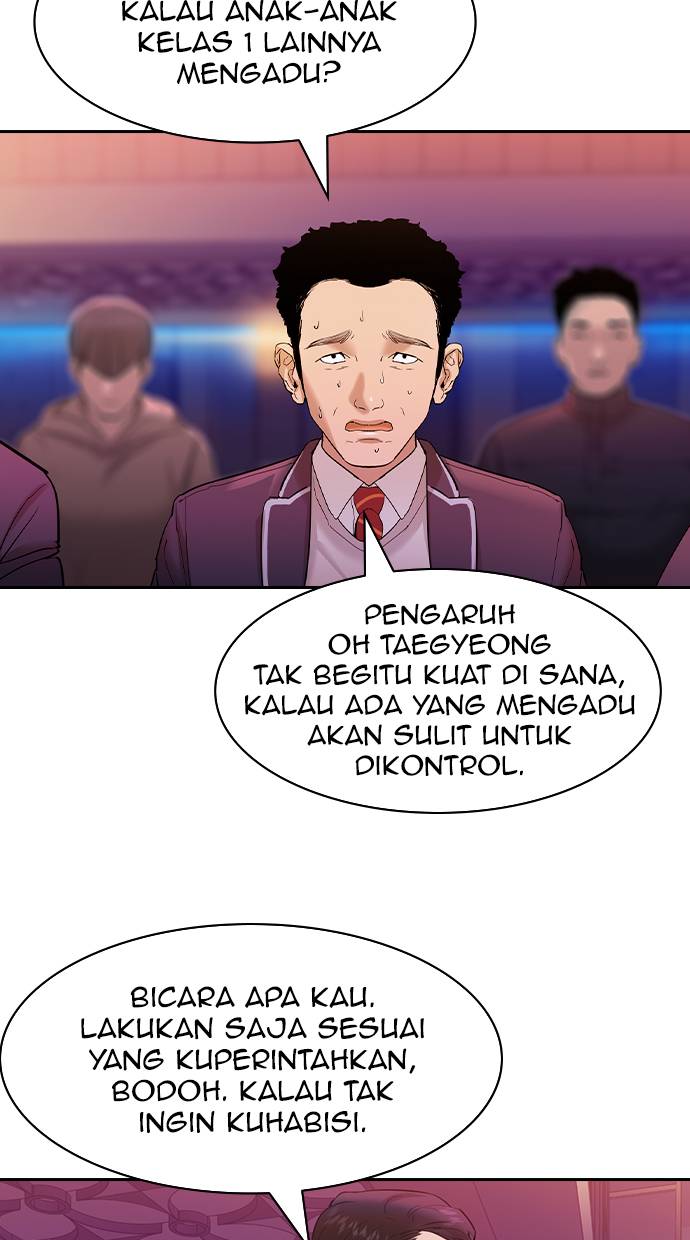 KALAU ANAK-ANAK
KELAS 1 LAINNYA
MENGADU?
PENGARUH
OH TAEGYEONG
TAK BEGITU KUAT DI SANA,
KALAU ADA YANG MENGADU
AKAN SULIT UNTUK
DIKONTROL.
BICARA APA KAU.
LAKUKAN SAJA SESUAI
YANG KUPERINTAHKAN,
BODOH. KALAU TAK
INGIN KUHABISI.